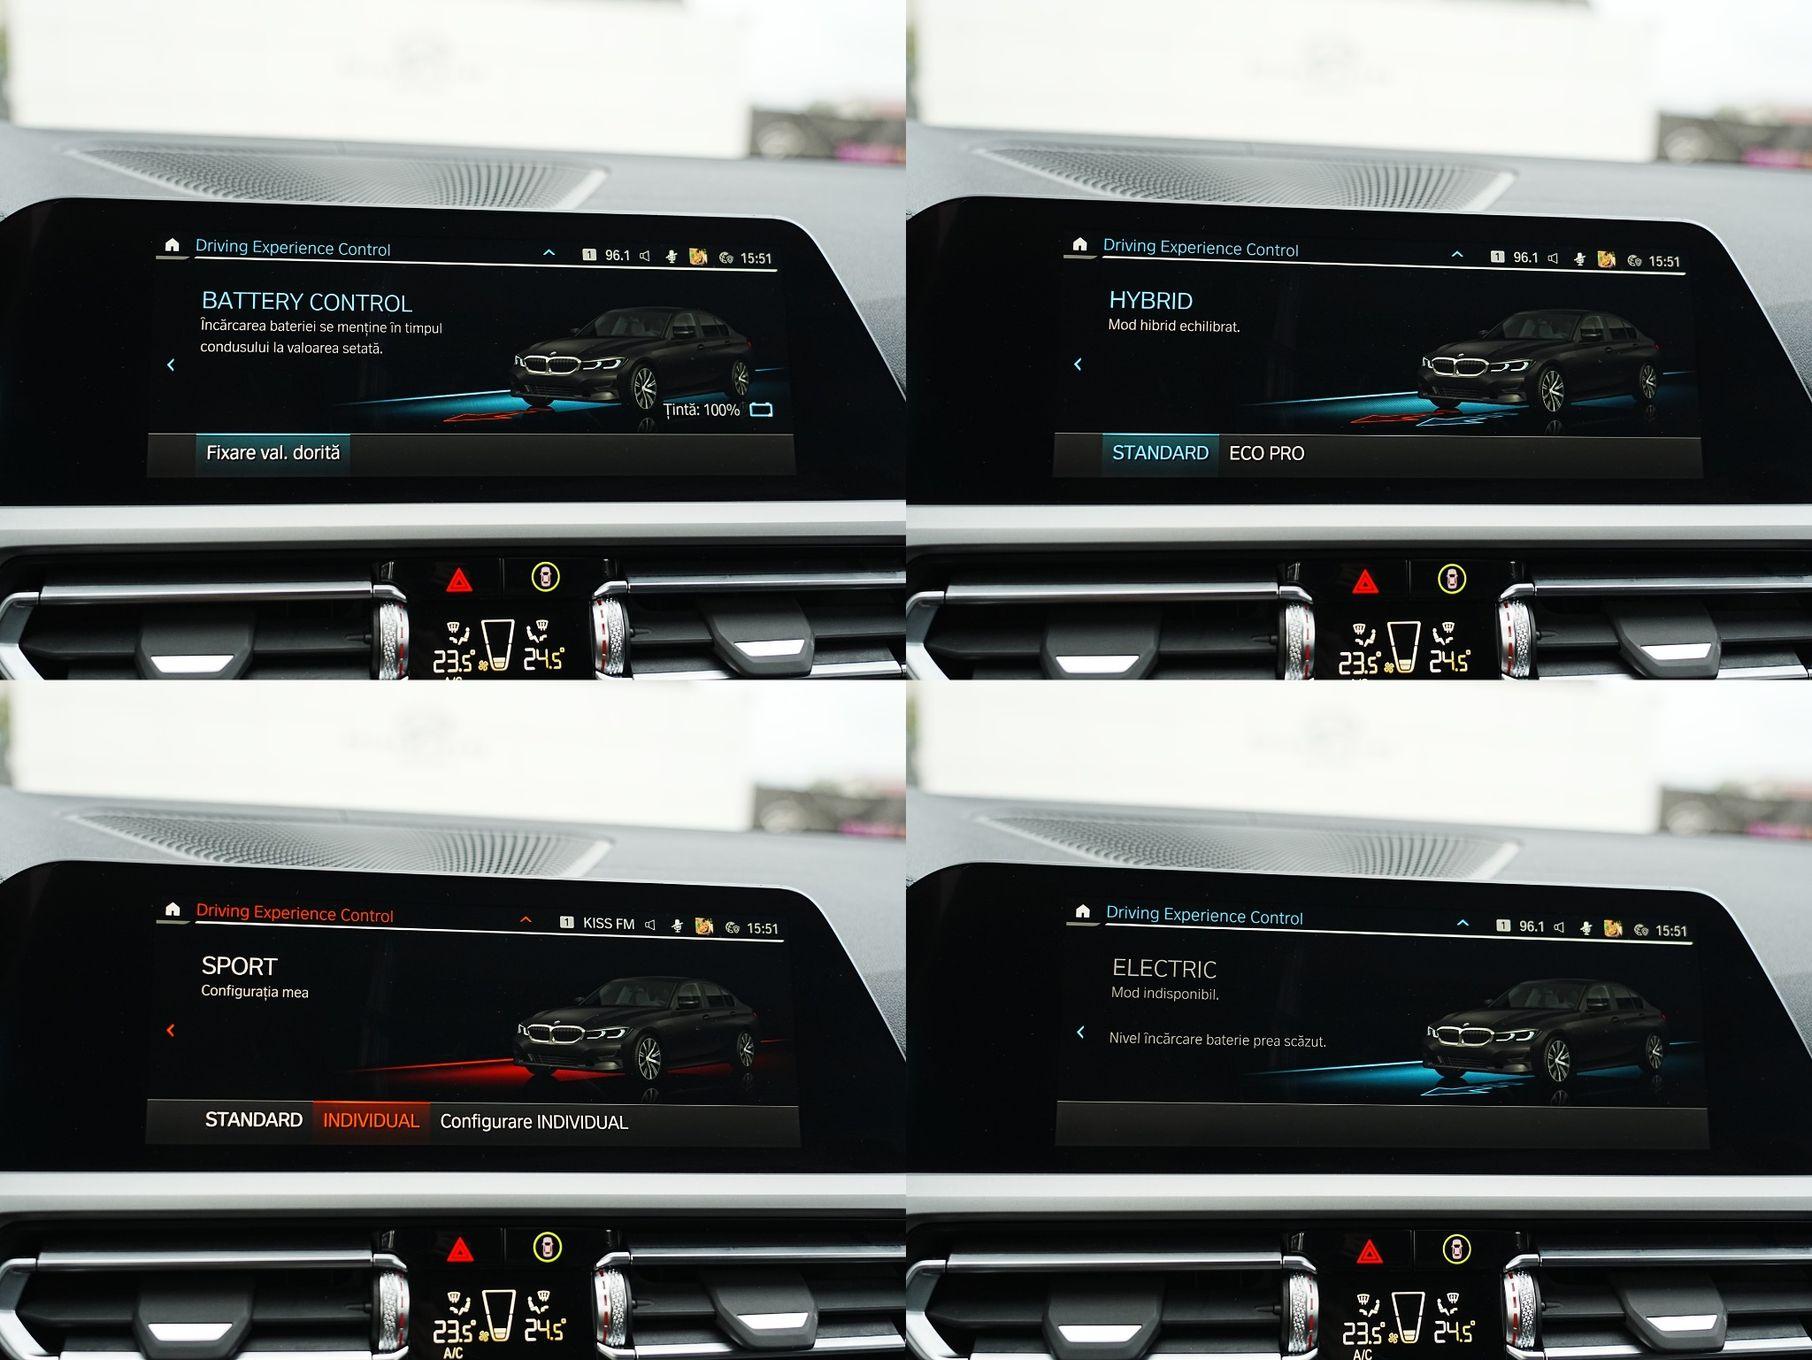 Driving Experience Control
1 96.1 15:51
BATTERY CONTROL
Încărcarea bateriei se menține în timpul
condusului la valoarea setată.
Țintă: 100%
Fixare val. dorită
23.5° 24.5°
A/C
Driving Experience Control
1 96.1 15:51
HYBRID
Mod hibrid echilibrat.
STANDARD ECO PRO
23.5° 24.5°
Driving Experience Control
1 KISS FM 15:51
SPORT
Configurația mea
STANDARD INDIVIDUAL Configurare INDIVIDUAL
23.5° 24.5°
A/C
Driving Experience Control
1 96.1 15:51
ELECTRIC
Mod indisponibil.
Nivel încărcare baterie prea scăzut.
23.5° 24.5°
A/C